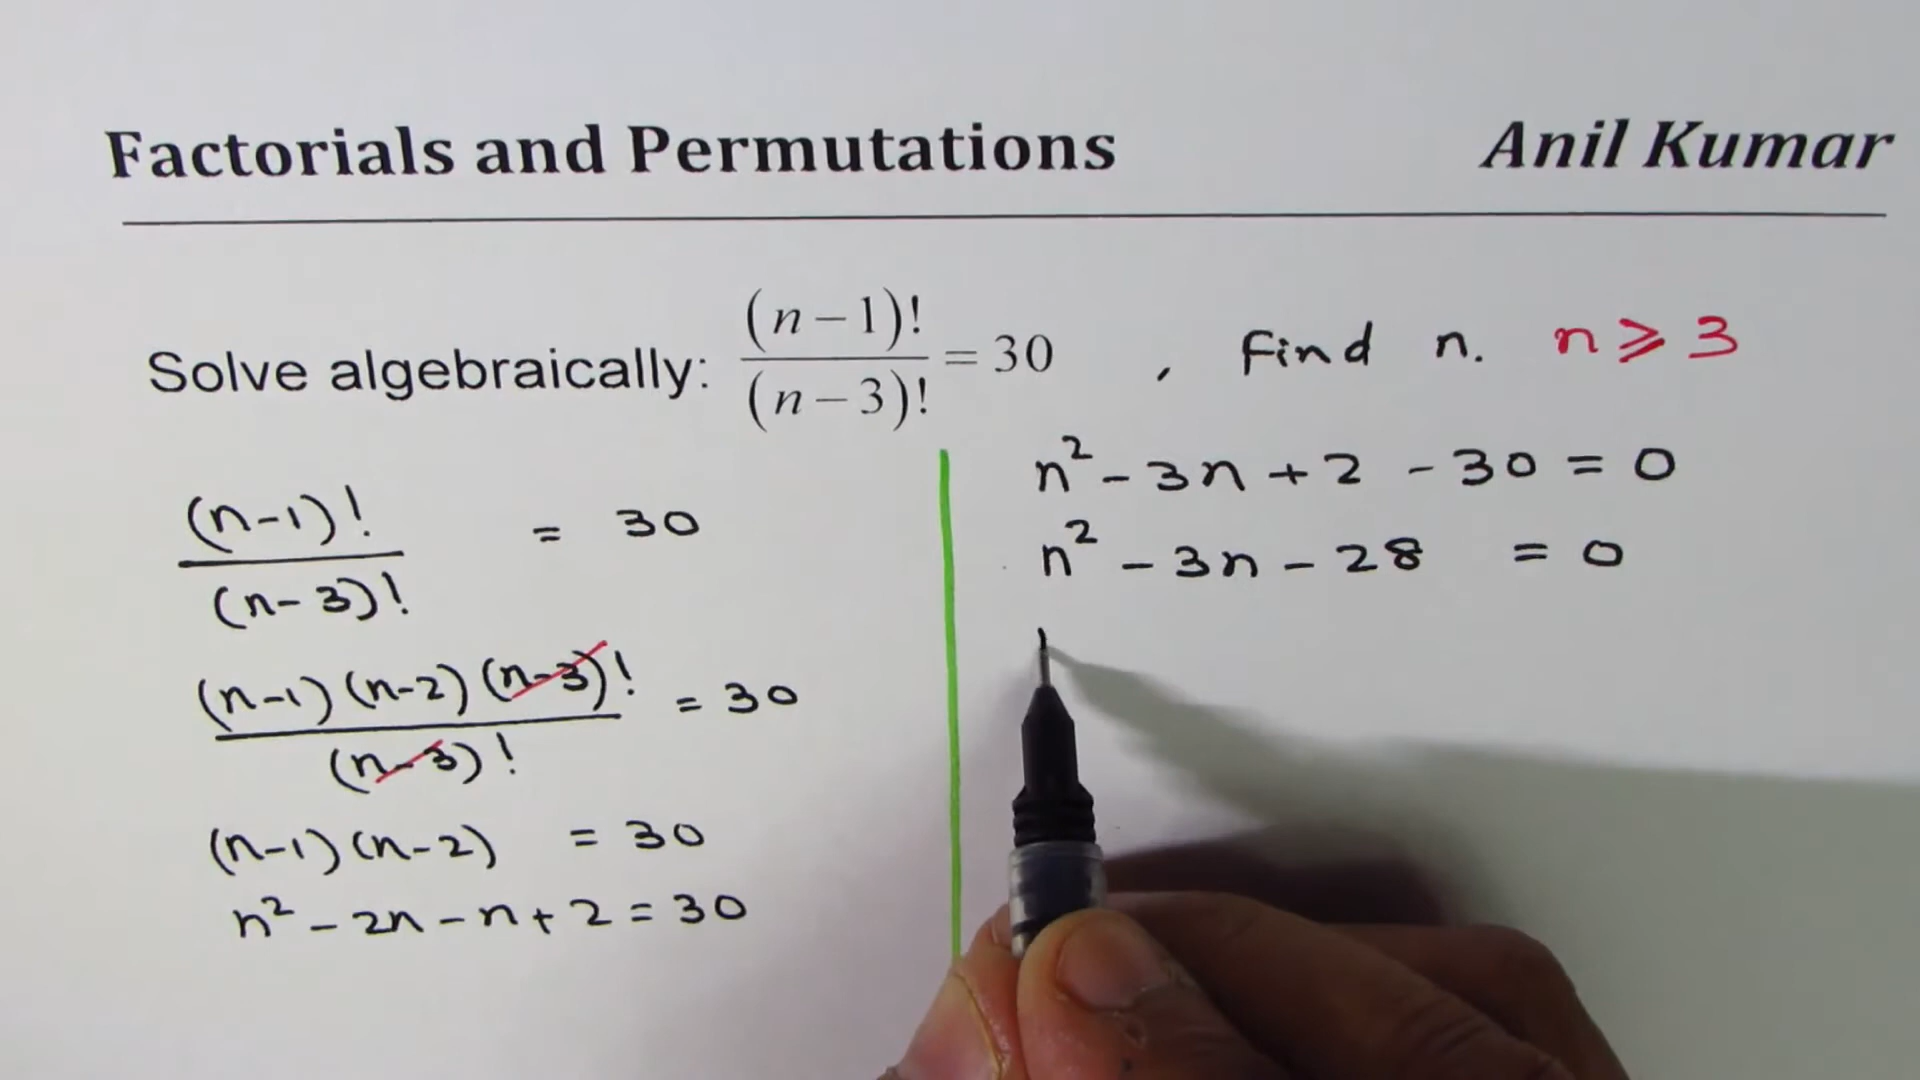 Factorials and Permutations Anil Kumar
Solve algebraically: (n-1)!/(n-3)! = 30 , Find n. n ⩾ 3
(n-1)!/(n-3)! = 30
(n-1)(n-2)(n-3)!/(n-3)! = 30
(n-1)(n-2) = 30
n² - 2n - n + 2 = 30
n² - 3n + 2 - 30 = 0
n² - 3n - 28 = 0